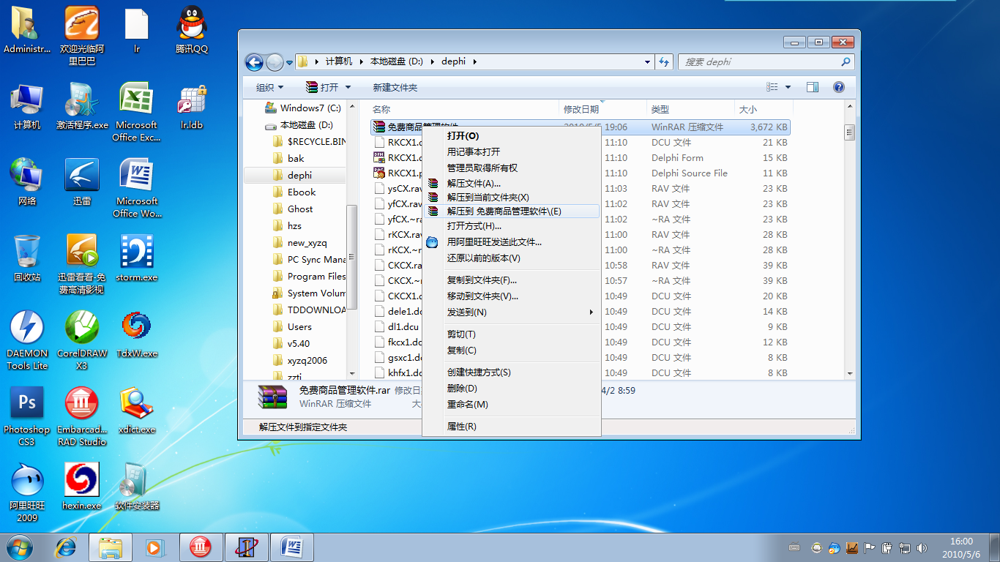 Administr...
欢迎光临阿
里巴巴
lr
腾讯QQ
计算机
激活程序.exe
Microsoft
Office Exc...
lr.ldb
网络
迅雷
Microsoft
Office Wo...
回收站
迅雷看看-免
费高清影视
storm.exe
DAEMON
Tools Lite
CorelDRAW
X3
TdxW.exe
Ps
Photoshop
CS3
Embarcad...
RAD Studio
xdict.exe
阿里旺旺
2009
hexin.exe
软件安装器
计算机 本地磁盘 (D:) dephi
搜索 dephi
组织 打开 新建文件夹
Windows7 (C:)
本地磁盘 (D:)
$RECYCLE.BIN
bak
dephi
Ebook
Ghost
hzs
new_xyzq
PC Sync Mana
Program Files
System Volum
TDDOWNLOA
Users
v5.40
xyzq2006
zzti
名称 修改日期 类型 大小
免费商品管理软件 2010/5/5 19:06 WinRAR 压缩文件 3,672 KB
RKCX1.d 11:10 DCU 文件 21 KB
RKCX1. 11:10 Delphi Form 15 KB
RKCX1.p 11:10 Delphi Source File 11 KB
ysCX.rav 11:03 RAV 文件 23 KB
yfCX.rav 11:02 RAV 文件 23 KB
yfCX.~ra 11:02 ~RA 文件 23 KB
rKCX.rav 11:00 RAV 文件 28 KB
rKCX.~r 11:00 ~RA 文件 28 KB
CKCX.ra 10:58 RAV 文件 39 KB
CKCX.~r 10:57 ~RA 文件 39 KB
CKCX1.d 10:49 DCU 文件 20 KB
dele1.dc 10:49 DCU 文件 14 KB
dl1.dcu 10:49 DCU 文件 9 KB
fkcx1.dc 10:49 DCU 文件 12 KB
gsxc1.dc 10:49 DCU 文件 8 KB
khfx1.dc 10:49 DCU 文件 8 KB
打开(O)
用记事本打开
管理员取得所有权
解压文件(A)...
解压到当前文件夹(X)
解压到 免费商品管理软件\(E)
打开方式(H)...
用阿里旺旺发送此文件...
还原以前的版本(V)
复制到文件夹(F)...
移动到文件夹(V)...
发送到(N)
剪切(T)
复制(C)
创建快捷方式(S)
删除(D)
重命名(M)
属性(R)
免费商品管理软件.rar 修改日 4/2 8:59
WinRAR 压缩文件 大
解压文件到指定文件夹
16:00
2010/5/6